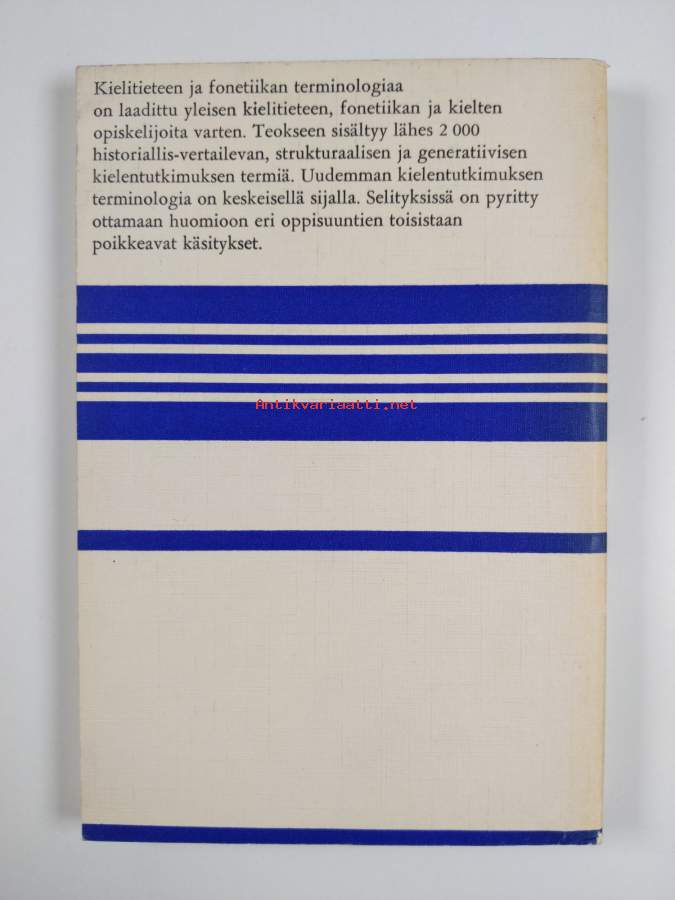 Kielitieteen ja fonetiikan terminologiaa
on laadittu yleisen kielitieteen, fonetiikan ja kielten
opiskelijoita varten. Teokseen sisältyy lähes 2 000
historiallis-vertailevan, strukturaalisen ja generatiivisen
kielentutkimuksen termiä. Uudemman kielentutkimuksen
terminologia on keskeisellä sijalla. Selityksissä on pyritty
ottamaan huomioon eri oppisuuntien toisistaan
poikkeavat käsitykset.
Antikvariaatti.net